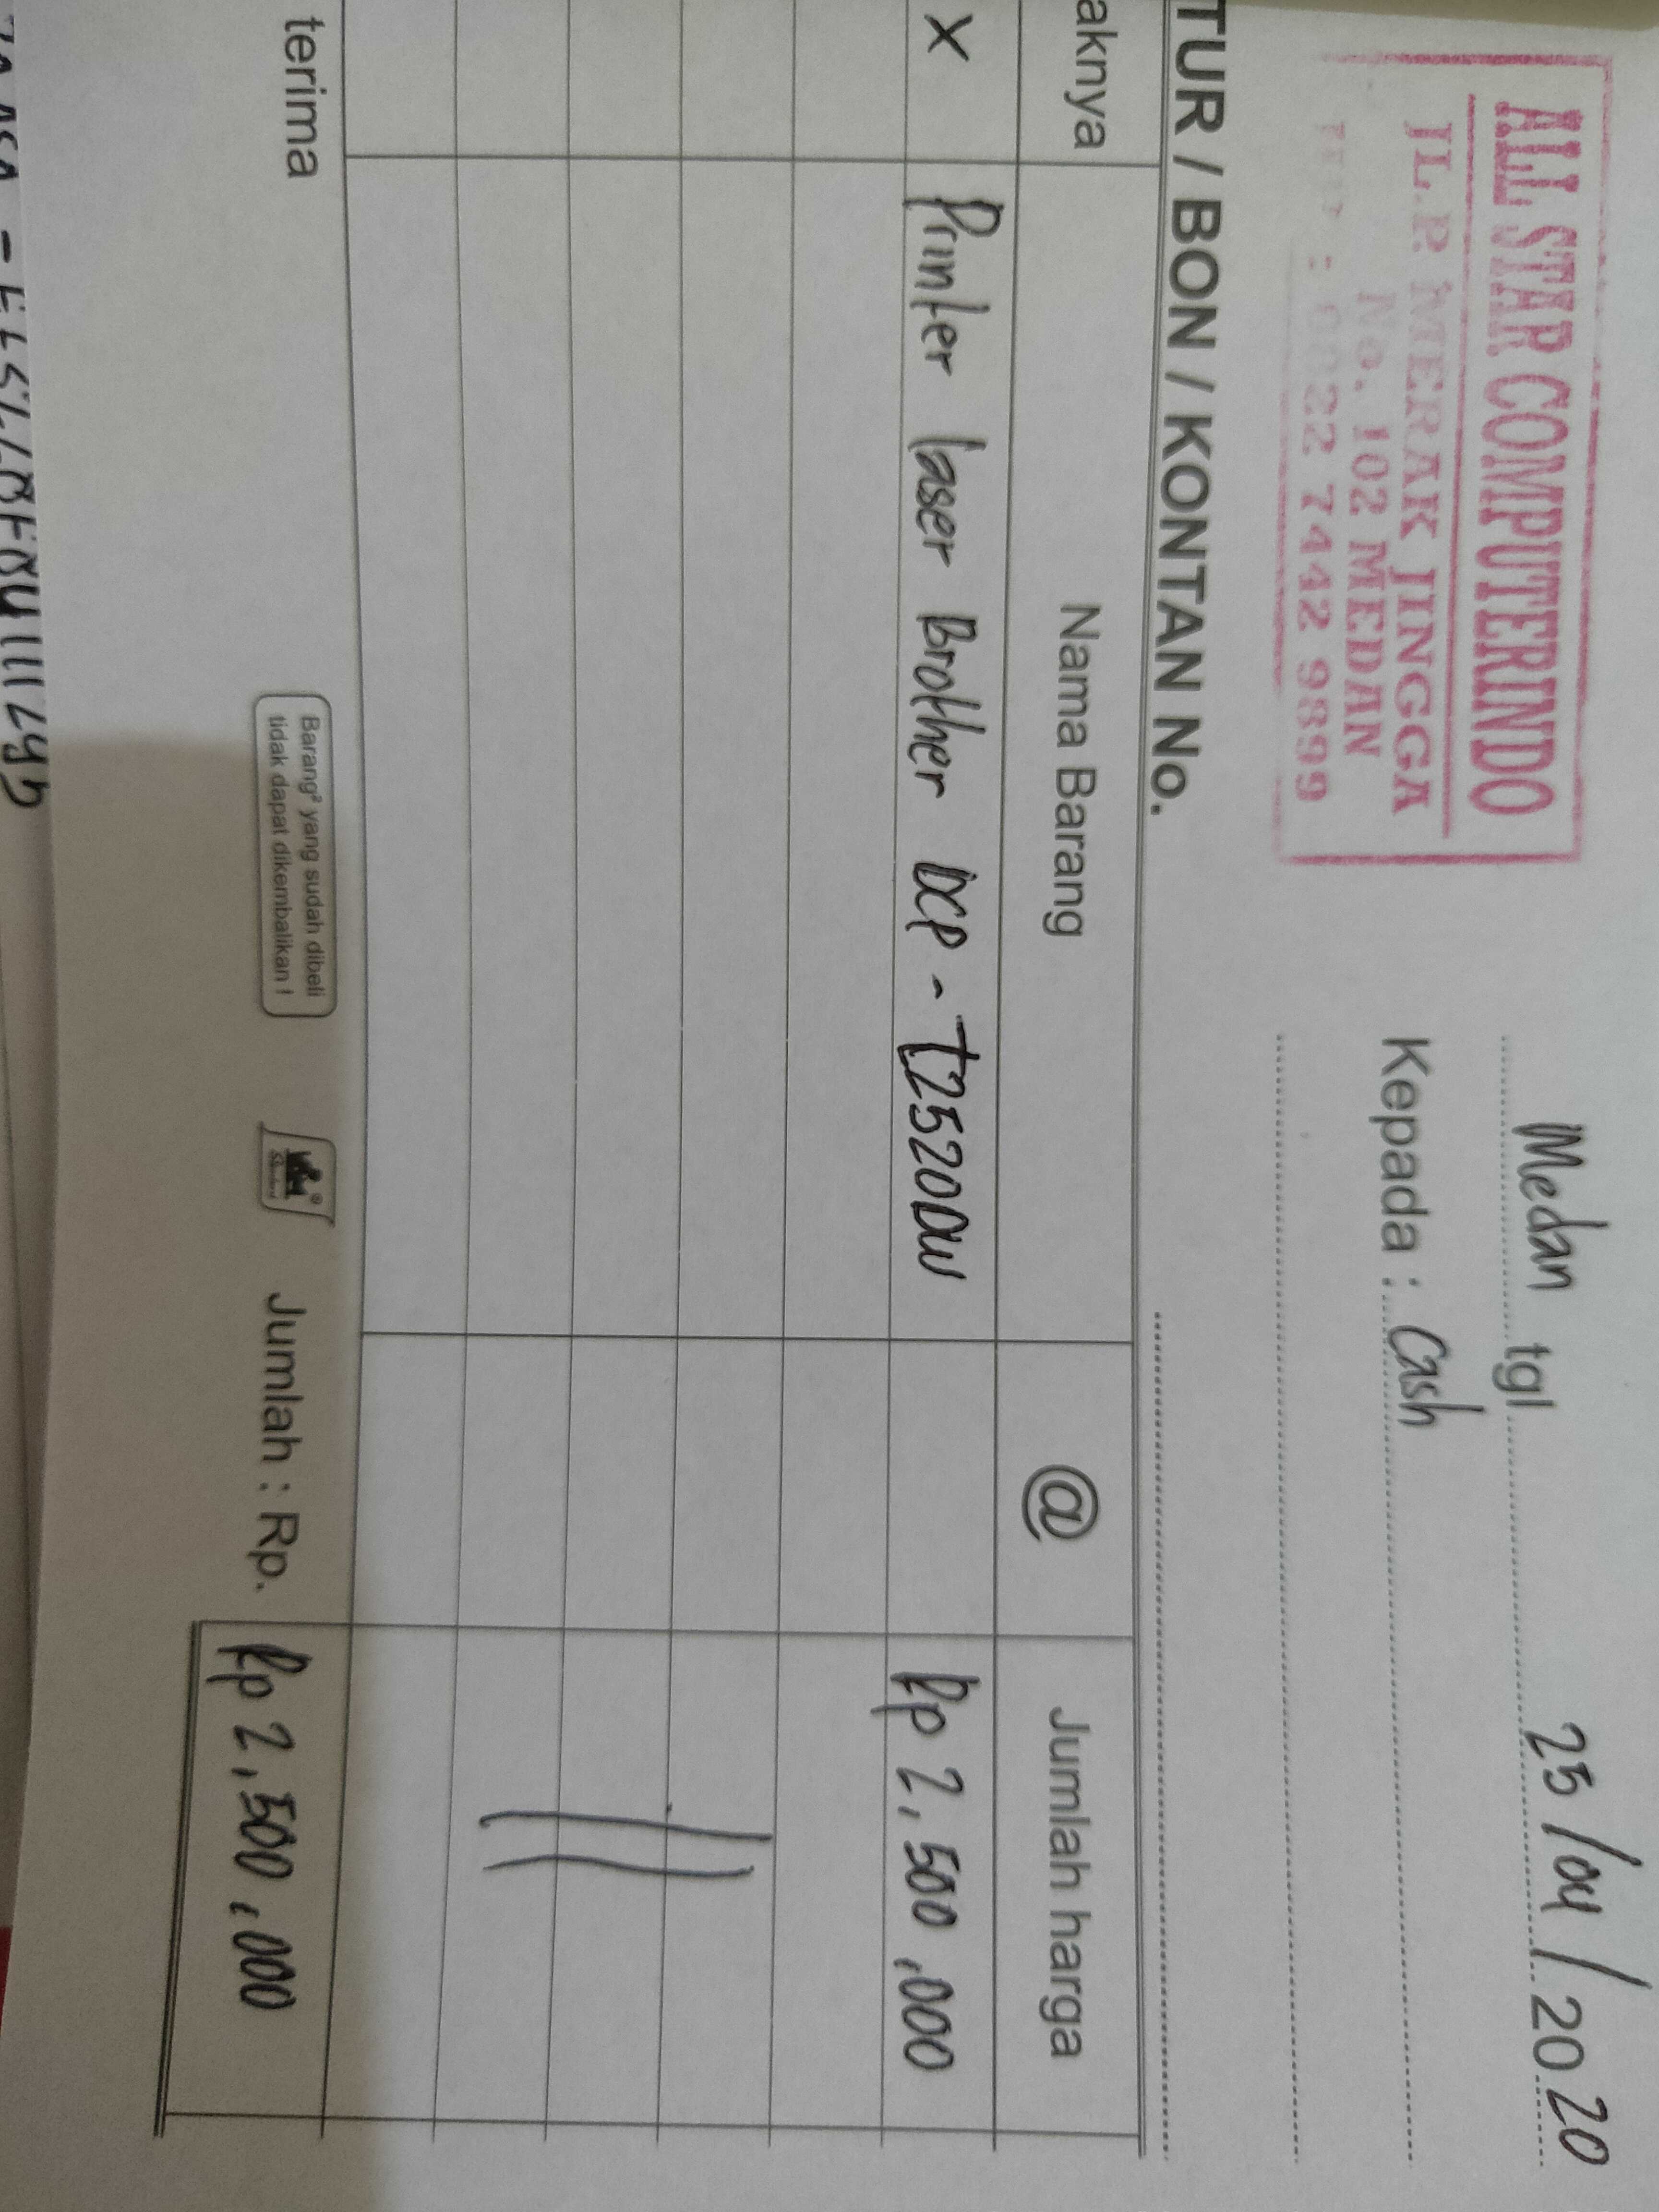 ALL STAR COMPUTERINDO
JL. P. MERAK JINGGA
No. 102 MEDAN
22 7442 9899
Medan tgl 25/04/2020
Kepada : Cash
TUR / BON / KONTAN No.
aknya Nama Barang @ Jumlah harga
X Printer laser Brother DCP - T2520DW Rp 2,500,000
terima
Barang² yang sudah dibeli
tidak dapat dikembalikan !
Jumlah : Rp. Rp 2,500,000